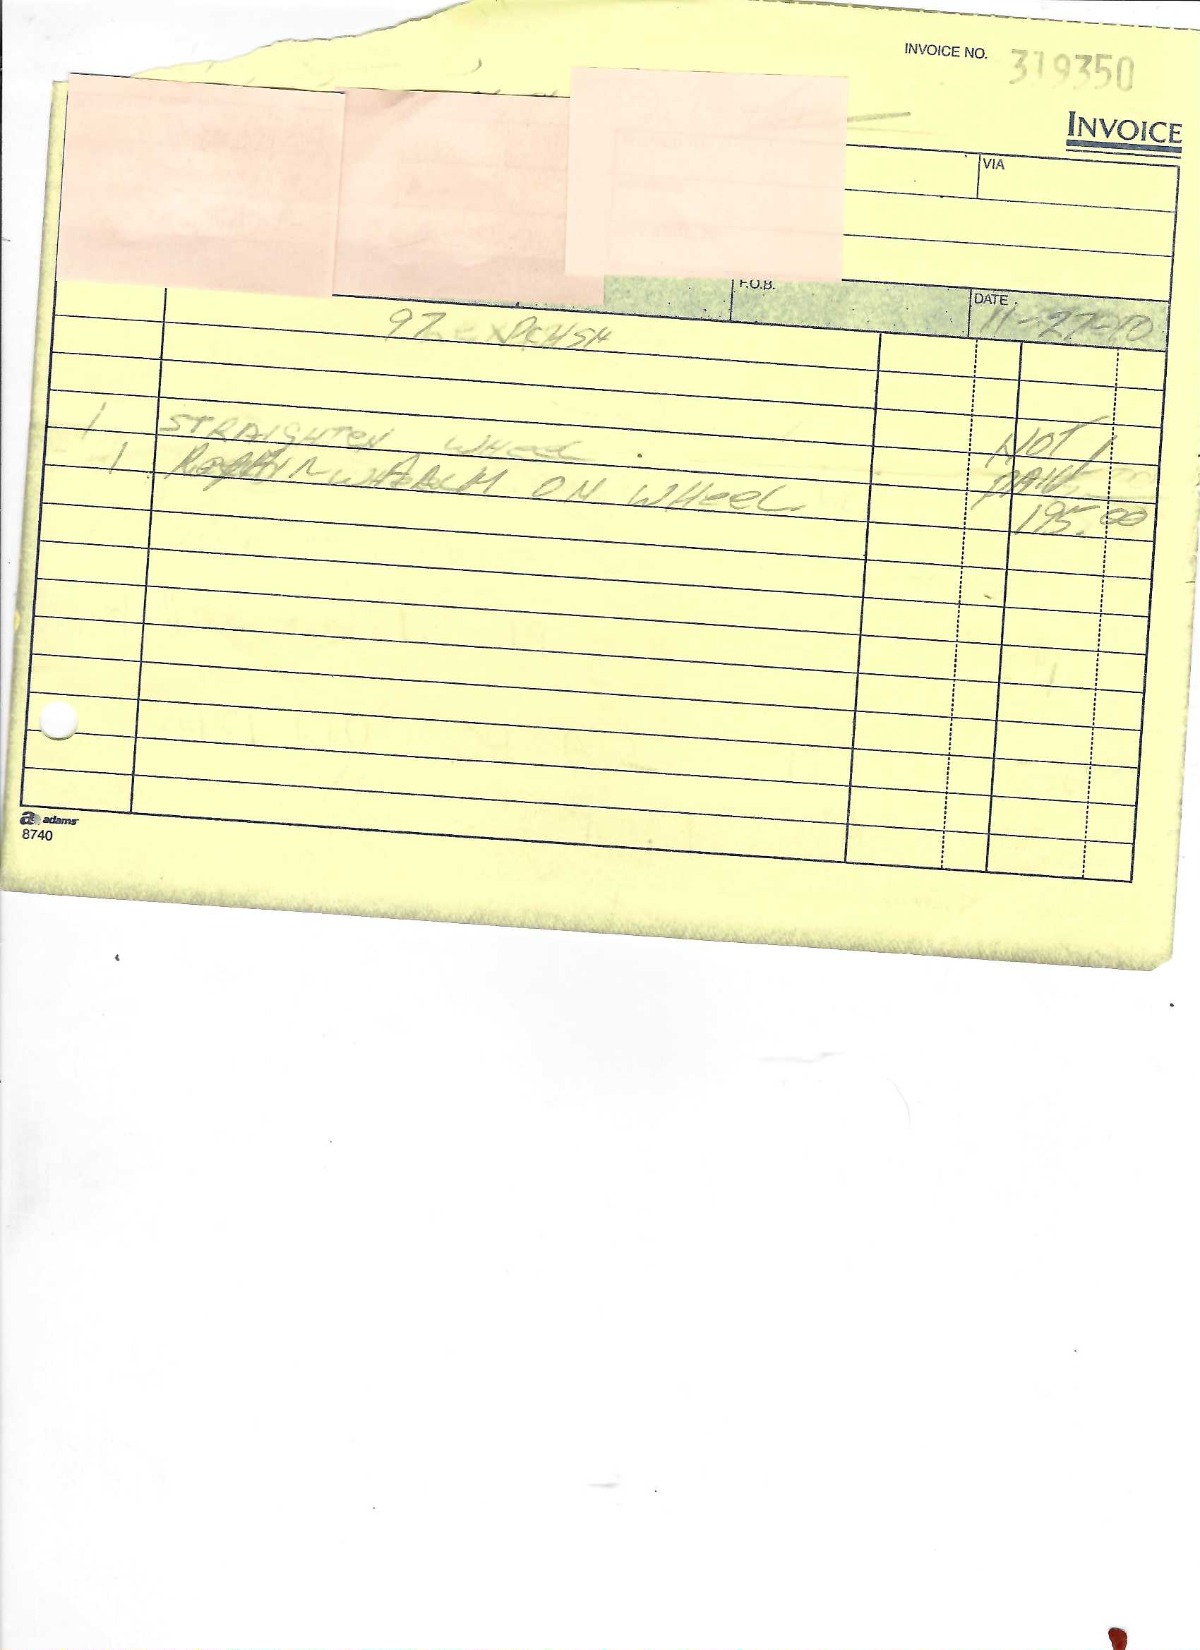 INVOICE NO. 319350
INVOICE
VIA
F.O.B.
DATE 11-27-10
97
1 STRAIGHTEN WHEEL
1 ON WHEEL
NOT
PAID
195.00
adams
8740